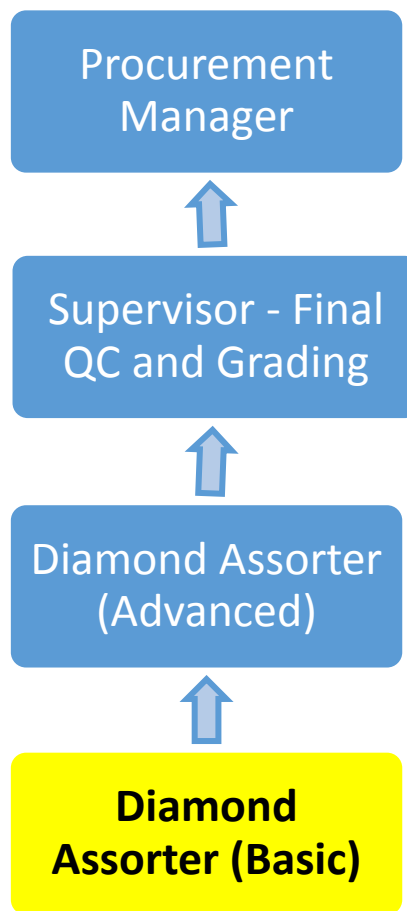 Procurement
Manager
Supervisor - Final
QC and Grading
Diamond Assorter
(Advanced)
Diamond
Assorter (Basic)